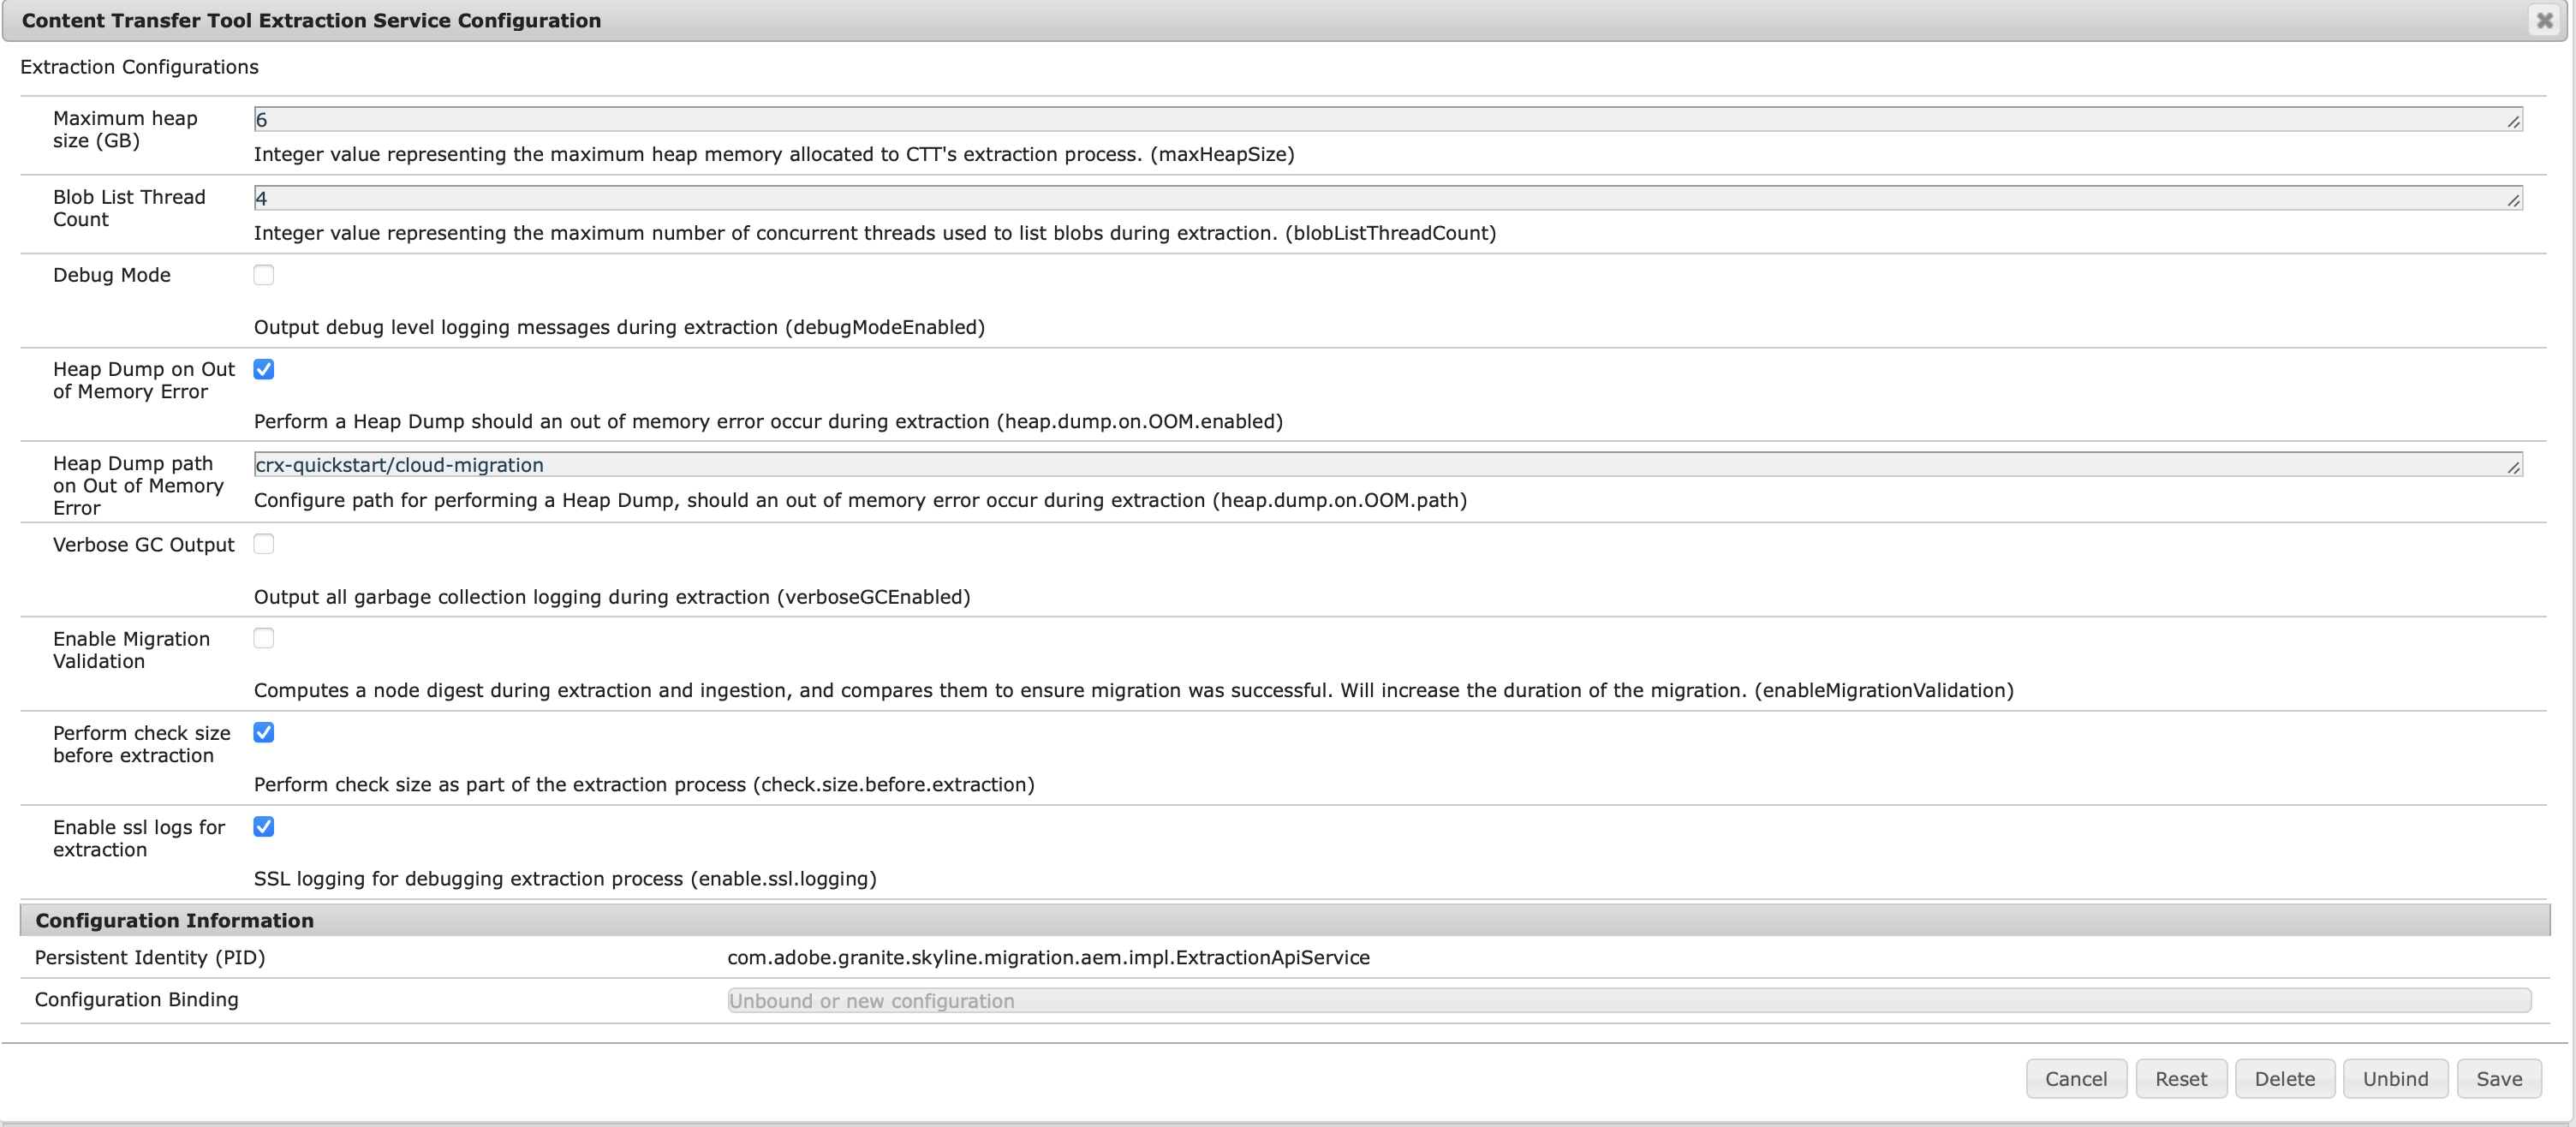 Content Transfer Tool Extraction Service Configuration
Extraction Configurations
Maximum heap
size (GB)
6
Integer value representing the maximum heap memory allocated to CTT's extraction process. (maxHeapSize)
Blob List Thread
Count
4
Integer value representing the maximum number of concurrent threads used to list blobs during extraction. (blobListThreadCount)
Debug Mode
Output debug level logging messages during extraction (debugModeEnabled)
Heap Dump on Out
of Memory Error
Perform a Heap Dump should an out of memory error occur during extraction (heap.dump.on.OOM.enabled)
Heap Dump path
on Out of Memory
Error
crx-quickstart/cloud-migration
Configure path for performing a Heap Dump, should an out of memory error occur during extraction (heap.dump.on.OOM.path)
Verbose GC Output
Output all garbage collection logging during extraction (verboseGCEnabled)
Enable Migration
Validation
Computes a node digest during extraction and ingestion, and compares them to ensure migration was successful. Will increase the duration of the migration. (enableMigrationValidation)
Perform check size
before extraction
Perform check size as part of the extraction process (check.size.before.extraction)
Enable ssl logs for
extraction
SSL logging for debugging extraction process (enable.ssl.logging)
Configuration Information
Persistent Identity (PID)
com.adobe.granite.skyline.migration.aem.impl.ExtractionApiService
Configuration Binding
Unbound or new configuration
Cancel
Reset
Delete
Unbind
Save